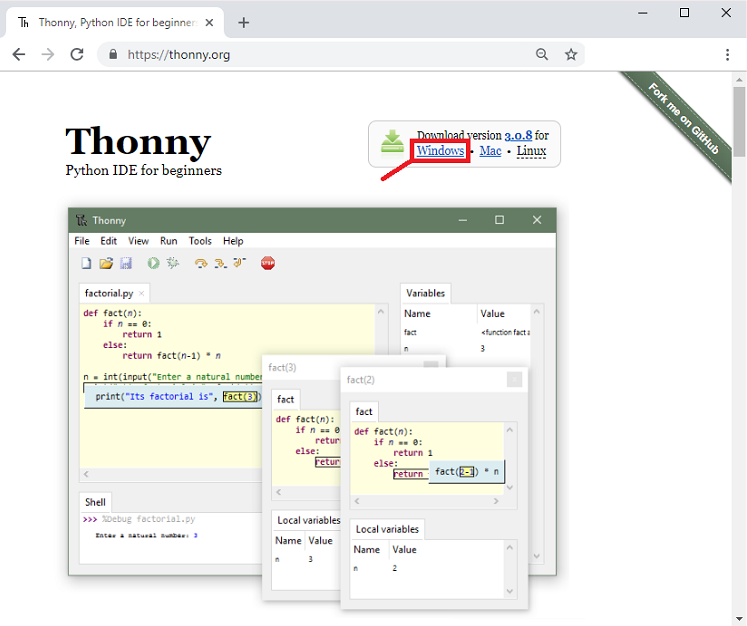 Thonny, Python IDE for beginners
https://thonny.org
Fork me on GitHub
Thonny
Python IDE for beginners
Download version 3.0.8 for
Windows • Mac • Linux
Thonny
File Edit View Run Tools Help
STOP
factorial.py
def fact(n):
if n == 0:
return 1
else:
return fact(n-1) * n
n = int(input("Enter a natural number
print("Its factorial is", fact(3))
Variables
Name Value
fact <function fact a
n 3
fact(3)
fact
def fact(n):
if n == 0
retur
else:
retur
Local variables
Name Value
n 3
fact(2)
fact
def fact(n):
if n == 0:
return 1
else:
return fact(2-1) * n
Local variables
Name Value
n 2
Shell
>>> %Debug factorial.py
Enter a natural number: 3